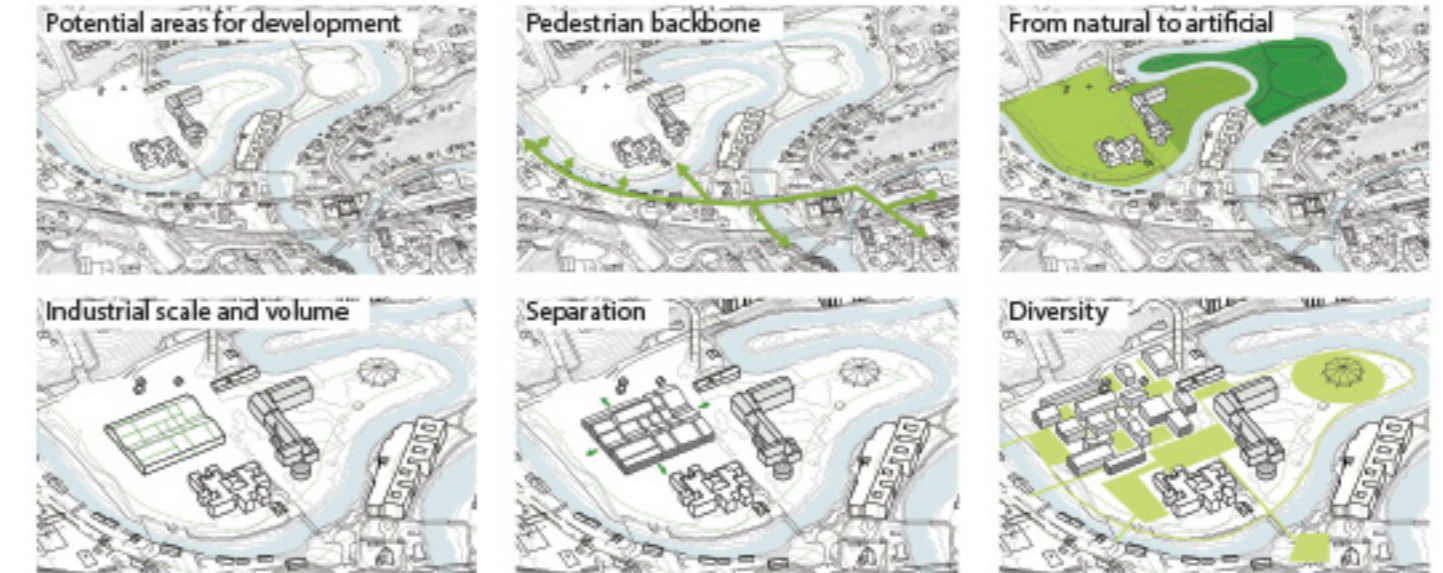 Potential areas for development
Pedestrian backbone
From natural to artificial
Industrial scale and volume
Separation
Diversity